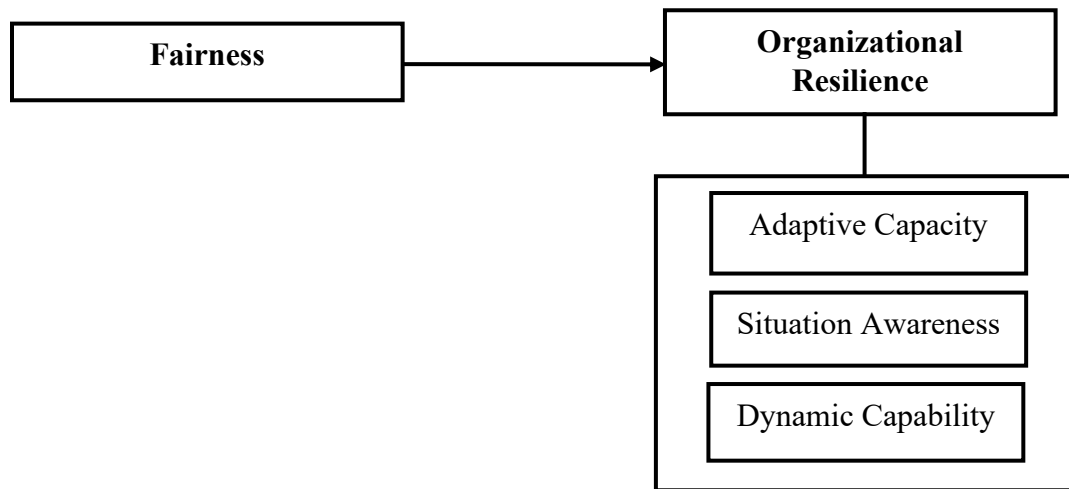 Fairness
Organizational
Resilience
Adaptive Capacity
Situation Awareness
Dynamic Capability